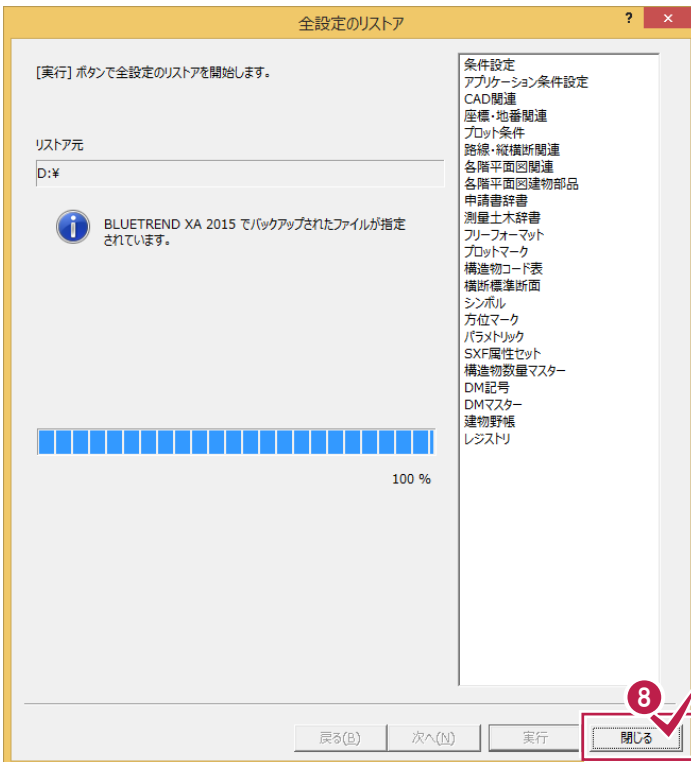 全設定のリストア
?
×
[実行] ボタンで全設定のリストアを開始します。
リストア元
D:¥
BLUETREND XA 2015 でバックアップされたファイルが指定
されています。
100 %
条件設定
アプリケーション条件設定
CAD関連
座標・地番関連
プロット条件
路線・縦横断関連
各階平面図関連
各階平面図建物部品
申請書辞書
測量土木辞書
フリーフォーマット
プロットマーク
構造物コード表
横断標準断面
シンボル
方位マーク
パラメトリック
SXF属性セット
構造物数量マスター
DM記号
DMマスター
建物野帳
レジストリ
8
戻る(B)
次へ(N)
実行
閉じる